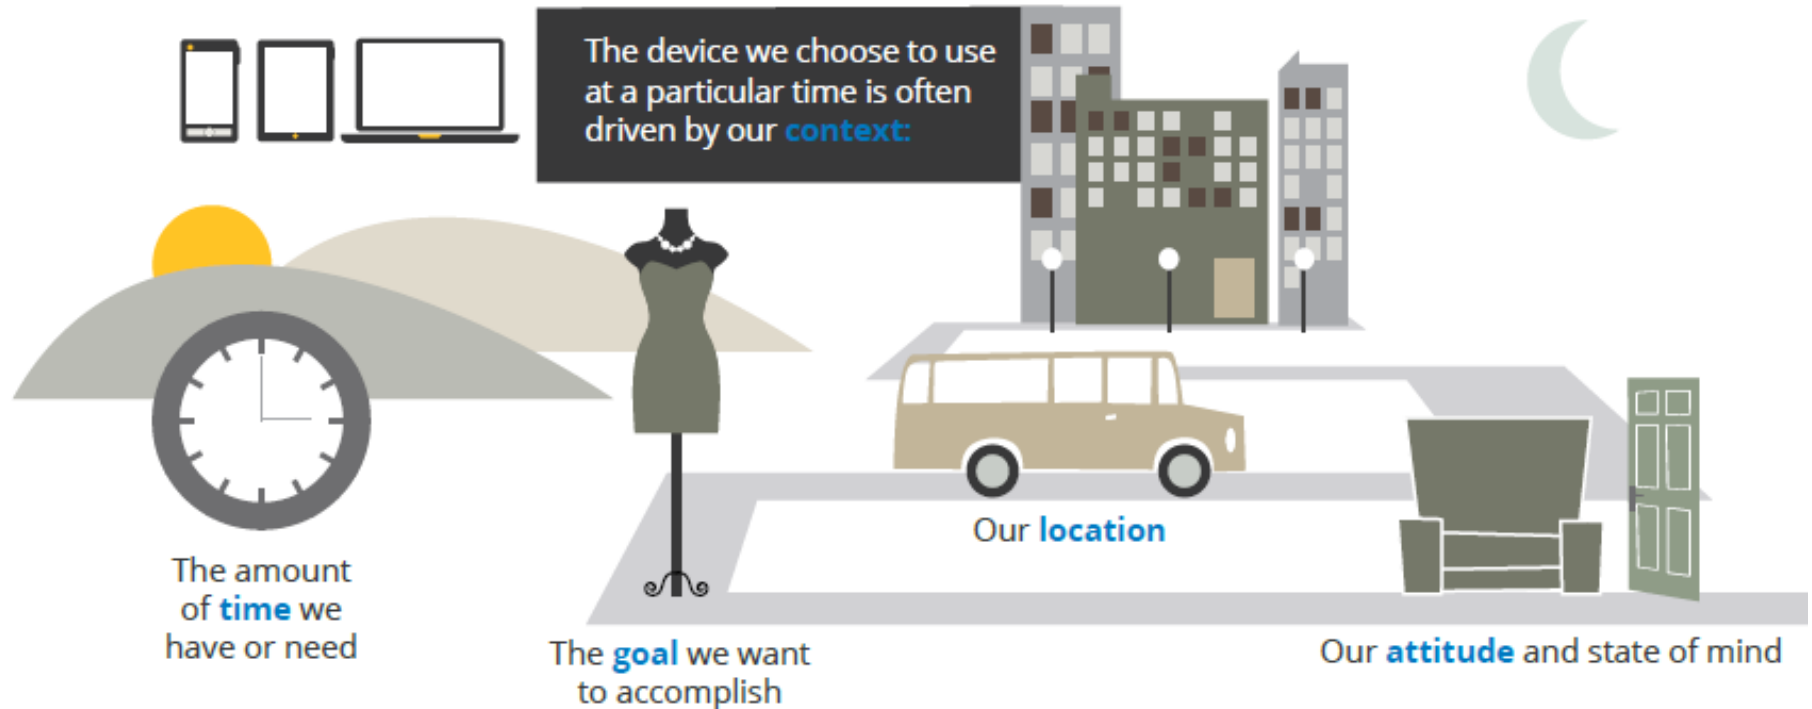 The device we choose to use
at a particular time is often
driven by our context:
The amount
of time we
have or need
The goal we want
to accomplish
Our location
Our attitude and state of mind